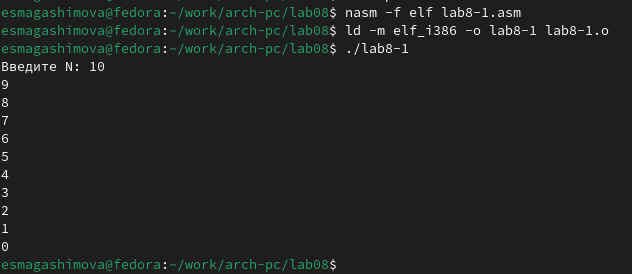 esmagashimova@fedora:~/work/arch-pc/lab08$ nasm -f elf lab8-1.asm
esmagashimova@fedora:~/work/arch-pc/lab08$ ld -m elf_i386 -o lab8-1 lab8-1.o
esmagashimova@fedora:~/work/arch-pc/lab08$ ./lab8-1
Введите N: 10
9
8
7
6
5
4
3
2
1
0
esmagashimova@fedora:~/work/arch-pc/lab08$